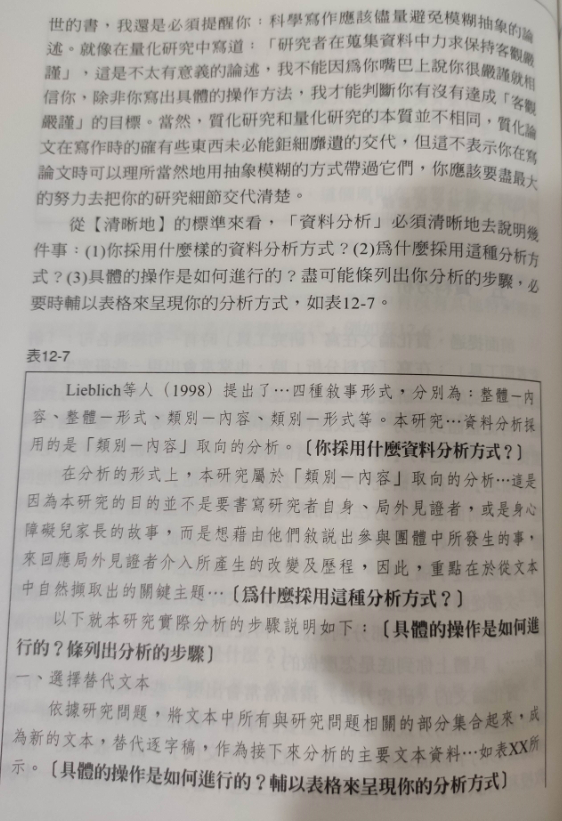 世的書，我還是必須提醒你：科學寫作應該儘量避免模糊抽象的論
述。就像在量化研究中寫道：「研究者在蒐集資料中力求保持客觀嚴
謹」，這是不太有意義的論述，我不能因為你嘴巴上說你很嚴謹就相
信你，除非你寫出具體的操作方法，我才能判斷你有沒有達成「客觀
嚴謹」的目標。當然，質化研究和量化研究的本質並不相同，質化論
文在寫作時的確有些東西未必能鉅細靡遺的交代，但這不表示你在寫
論文時可以理所當然地用抽象模糊的方式帶過它們，你應該要盡最大
的努力去把你的研究細節交代清楚。
從【清晰地】的標準來看，「資料分析」必須清晰地去說明幾
件事：(1)你採用什麼樣的資料分析方式？(2)為什麼採用這種分析方
式？(3)具體的操作是如何進行的？盡可能條列出你分析的步驟，必
要時輔以表格來呈現你的分析方式，如表12-7。
表12-7
Lieblich等人（1998）提出了…四種敘事形式，分別為：整體－內
容、整體－形式、類別－內容、類別－形式等。本研究…資料分析採
用的是「類別－內容」取向的分析。〔你採用什麼資料分析方式？〕
在分析的形式上，本研究屬於「類別－內容」取向的分析…這是
因為本研究的目的並不是要書寫研究者自身、局外見證者，或是身心
障礙兒家長的故事，而是想藉由他們敘說出參與團體中所發生的事，
來回應局外見證者介入所產生的改變及歷程，因此，重點在於從文本
中自然擷取出的關鍵主題…〔為什麼採用這種分析方式？〕
以下就本研究實際分析的步驟說明如下：〔具體的操作是如何進
行的？條列出分析的步驟〕
一、選擇替代文本
依據研究問題，將文本中所有與研究問題相關的部分集合起來，成
為新的文本，替代逐字稿，作為接下來分析的主要文本資料…如表XX所
示。〔具體的操作是如何進行的？輔以表格來呈現你的分析方式〕